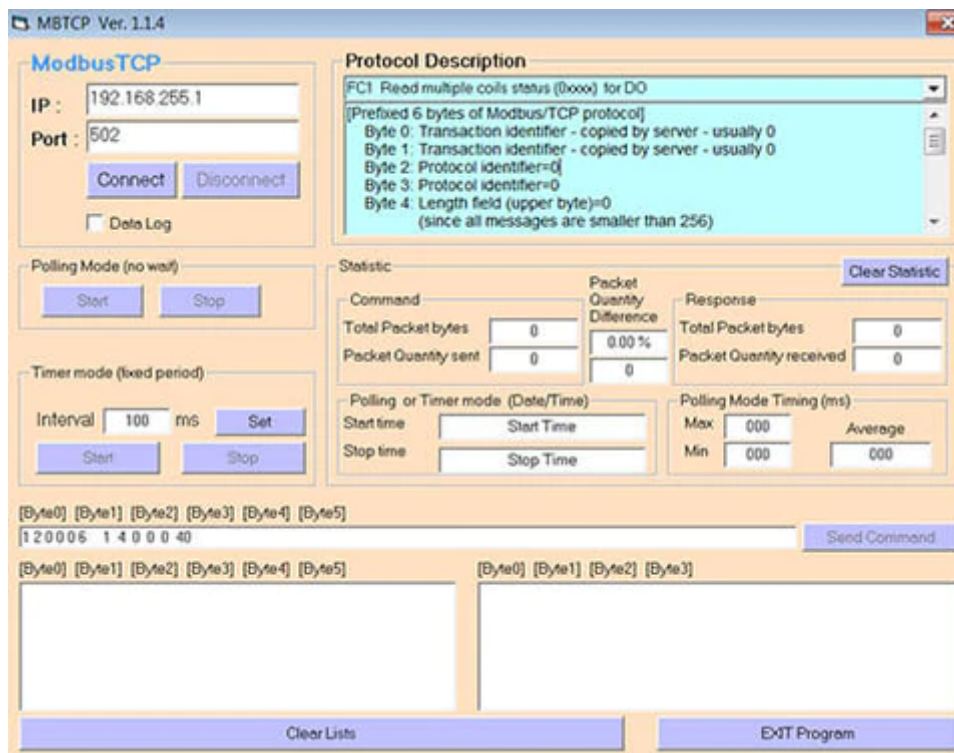 MBTCP Ver. 1.1.4
ModbusTCP
IP : 192.168.255.1
Port : 502
Connect Disconnect
Data Log
Protocol Description
FC1 Read multiple coils status (0xxxx) for DO
[Prefixed 6 bytes of Modbus/TCP protocol]
Byte 0: Transaction identifier - copied by server - usually 0
Byte 1: Transaction identifier - copied by server - usually 0
Byte 2: Protocol identifier=0
Byte 3: Protocol identifier=0
Byte 4: Length field (upper byte)=0
(since all messages are smaller than 256)
Polling Mode (no wait)
Start Stop
Timer mode (fixed period)
Interval 100 ms Set
Start Stop
Statistic
Clear Statistic
Command
Total Packet bytes 0
Packet Quantity sent 0
Packet
Quantity
Difference
0.00 %
0
Response
Total Packet bytes 0
Packet Quantity received 0
Polling or Timer mode (Date/Time)
Start time Start Time
Stop time Stop Time
Polling Mode Timing (ms)
Max 000
Min 000
Average
000
[Byte0] [Byte1] [Byte2] [Byte3] [Byte4] [Byte5]
1 2 0 0 0 6 1 4 0 0 0 40
Send Command
[Byte0] [Byte1] [Byte2] [Byte3] [Byte4] [Byte5]
[Byte0] [Byte1] [Byte2] [Byte3]
Clear Lists
EXIT Program